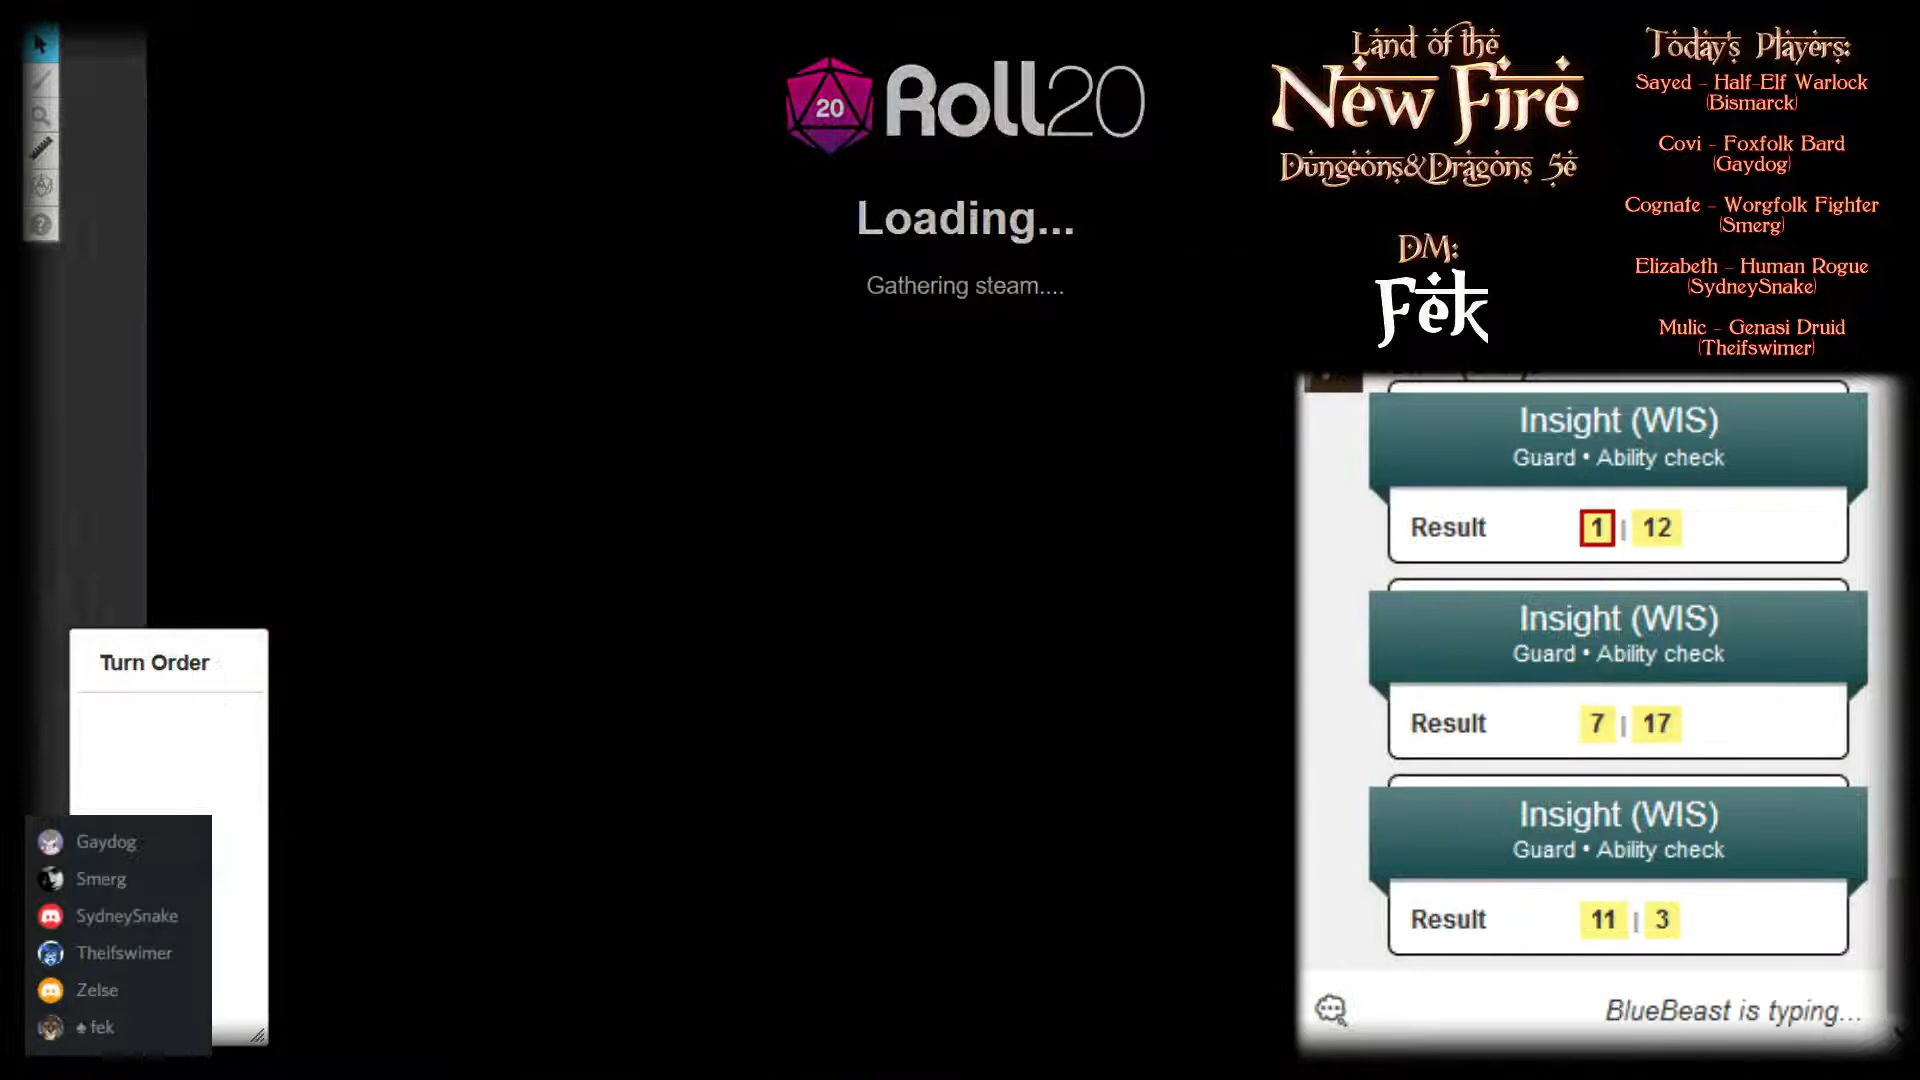 20 Roll20
Loading...
Gathering steam....
Land of the
New Fire
Dungeons&Dragons 5e
DM:
Fek
Today's Players:
Sayed - Half-Elf Warlock
(Bismarck)
Covi - Foxfolk Bard
(Gaydog)
Cognate - Worgfolk Fighter
(Smerg)
Elizabeth - Human Rogue
(SydneySnake)
Mulic - Genasi Druid
(Theifswimer)
Insight (WIS)
Guard • Ability check
Result 1 | 12
Insight (WIS)
Guard • Ability check
Result 7 | 17
Insight (WIS)
Guard • Ability check
Result 11 | 3
BlueBeast is typing...
Turn Order
Gaydog
Smerg
SydneySnake
Theifswimer
Zelse
♠ fek